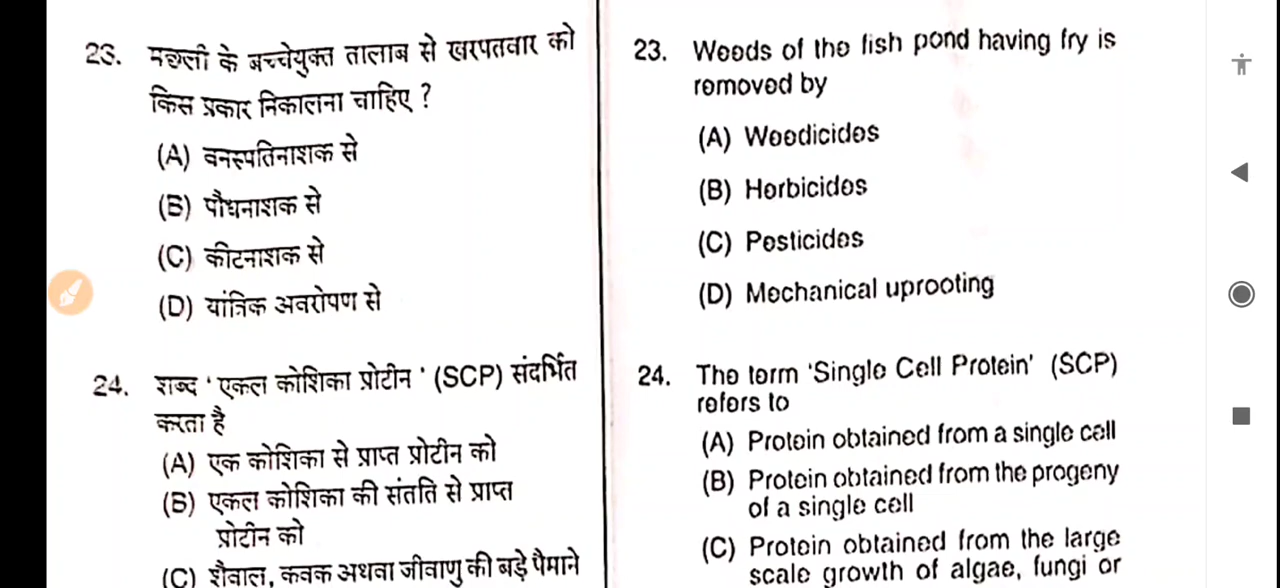 23. मछली के बच्चेयुक्त तालाब से खरपतवार को
किस प्रकार निकालना चाहिए ?
(A) वनस्पतिनाशक से
(B) पौधनाशक से
(C) कीटनाशक से
(D) यांत्रिक अवरोपण से
24. शब्द ' एकल कोशिका प्रोटीन ' (SCP) संदर्भित
करता है
(A) एक कोशिका से प्राप्त प्रोटीन को
(B) एकल कोशिका की संतति से प्राप्त
प्रोटीन को
(C) शैवाल, कवक अथवा जीवाणु की बड़े पैमाने
23. Weeds of the fish pond having fry is
removed by
(A) Weedicides
(B) Herbicides
(C) Pesticides
(D) Mechanical uprooting
24. The term 'Single Cell Protein' (SCP)
refers to
(A) Protein obtained from a single cell
(B) Protein obtained from the progeny
of a single cell
(C) Protein obtained from the large
scale growth of algae, fungi or